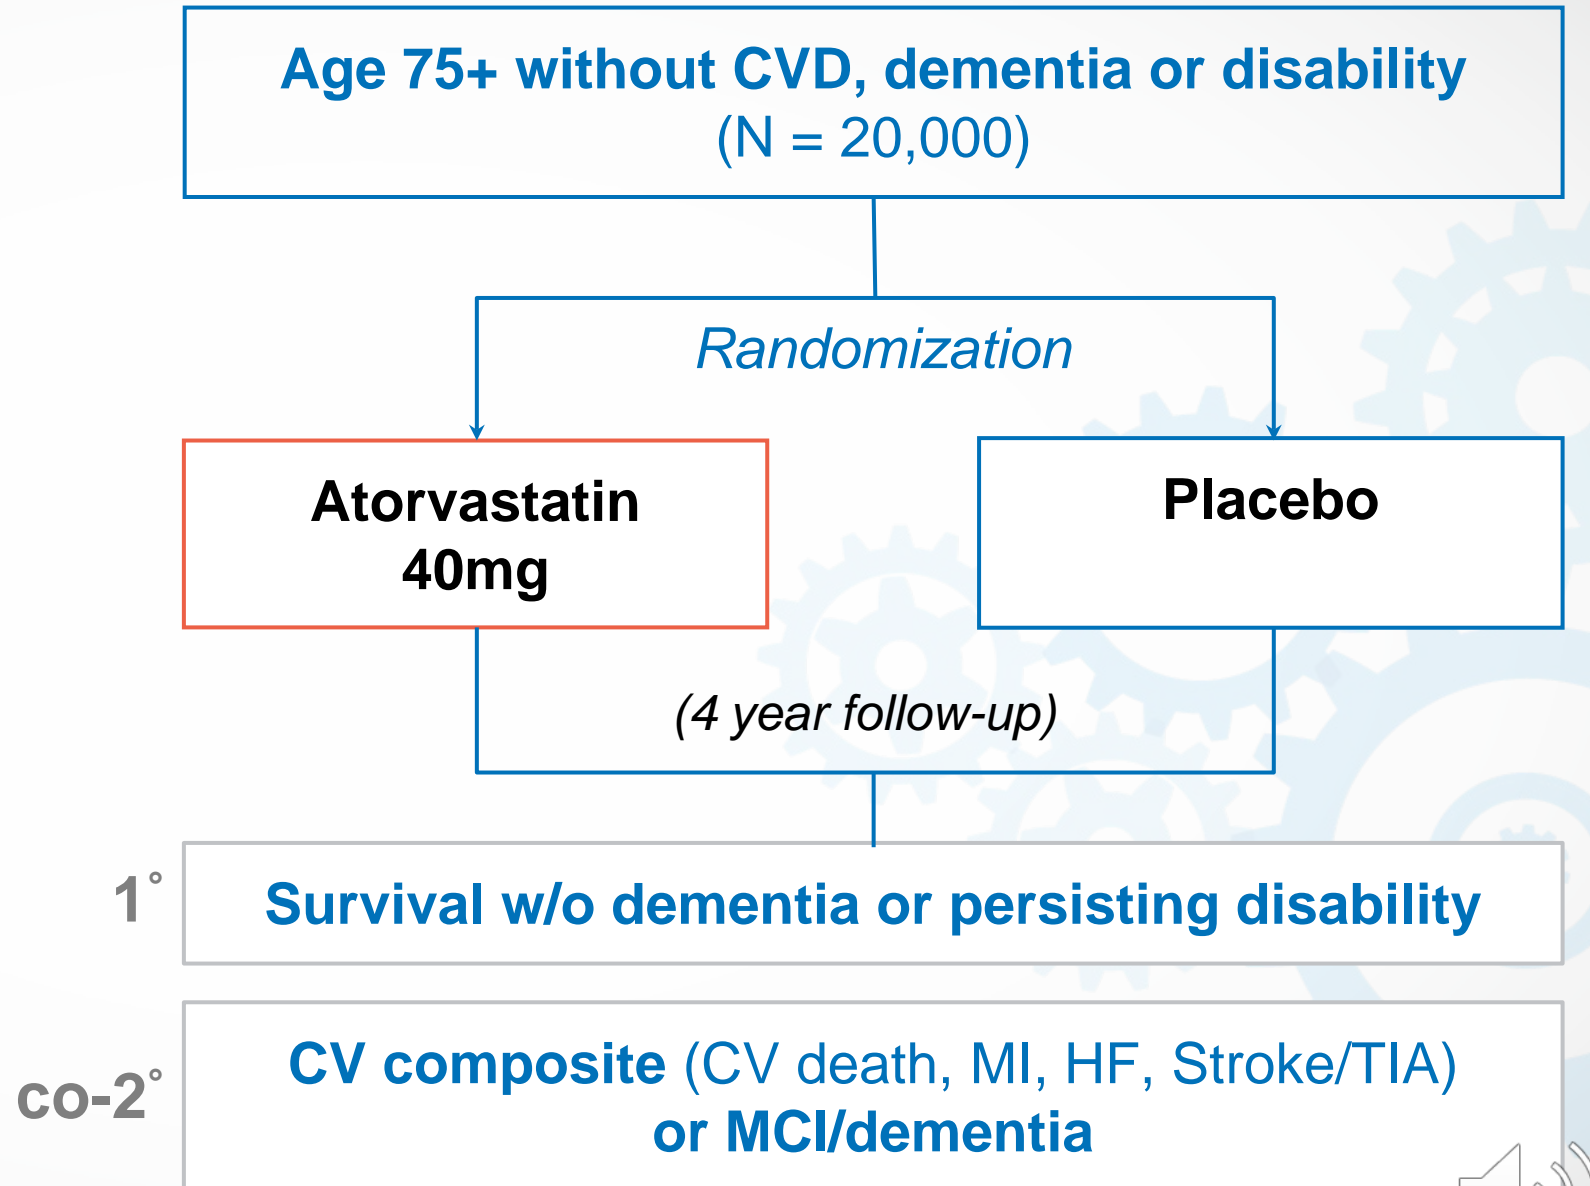 Age 75+ without CVD, dementia or disability
(N = 20,000)
Randomization
Atorvastatin
40mg
Placebo
(4 year follow-up)
1° Survival w/o dementia or persisting disability
co-2° CV composite (CV death, MI, HF, Stroke/TIA)
or MCI/dementia